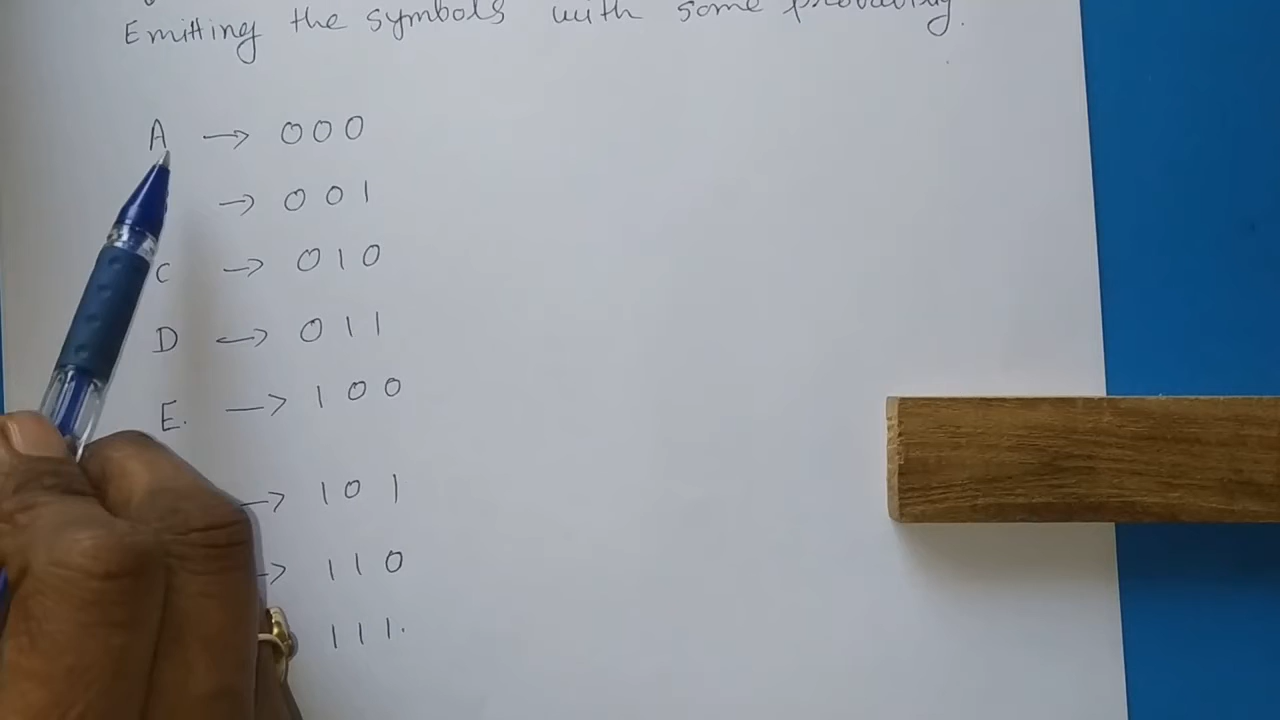 Emitting the symbols with some
A → 000
→ 001
C → 010
D → 011
E. → 100
→ 101
→ 110
111.